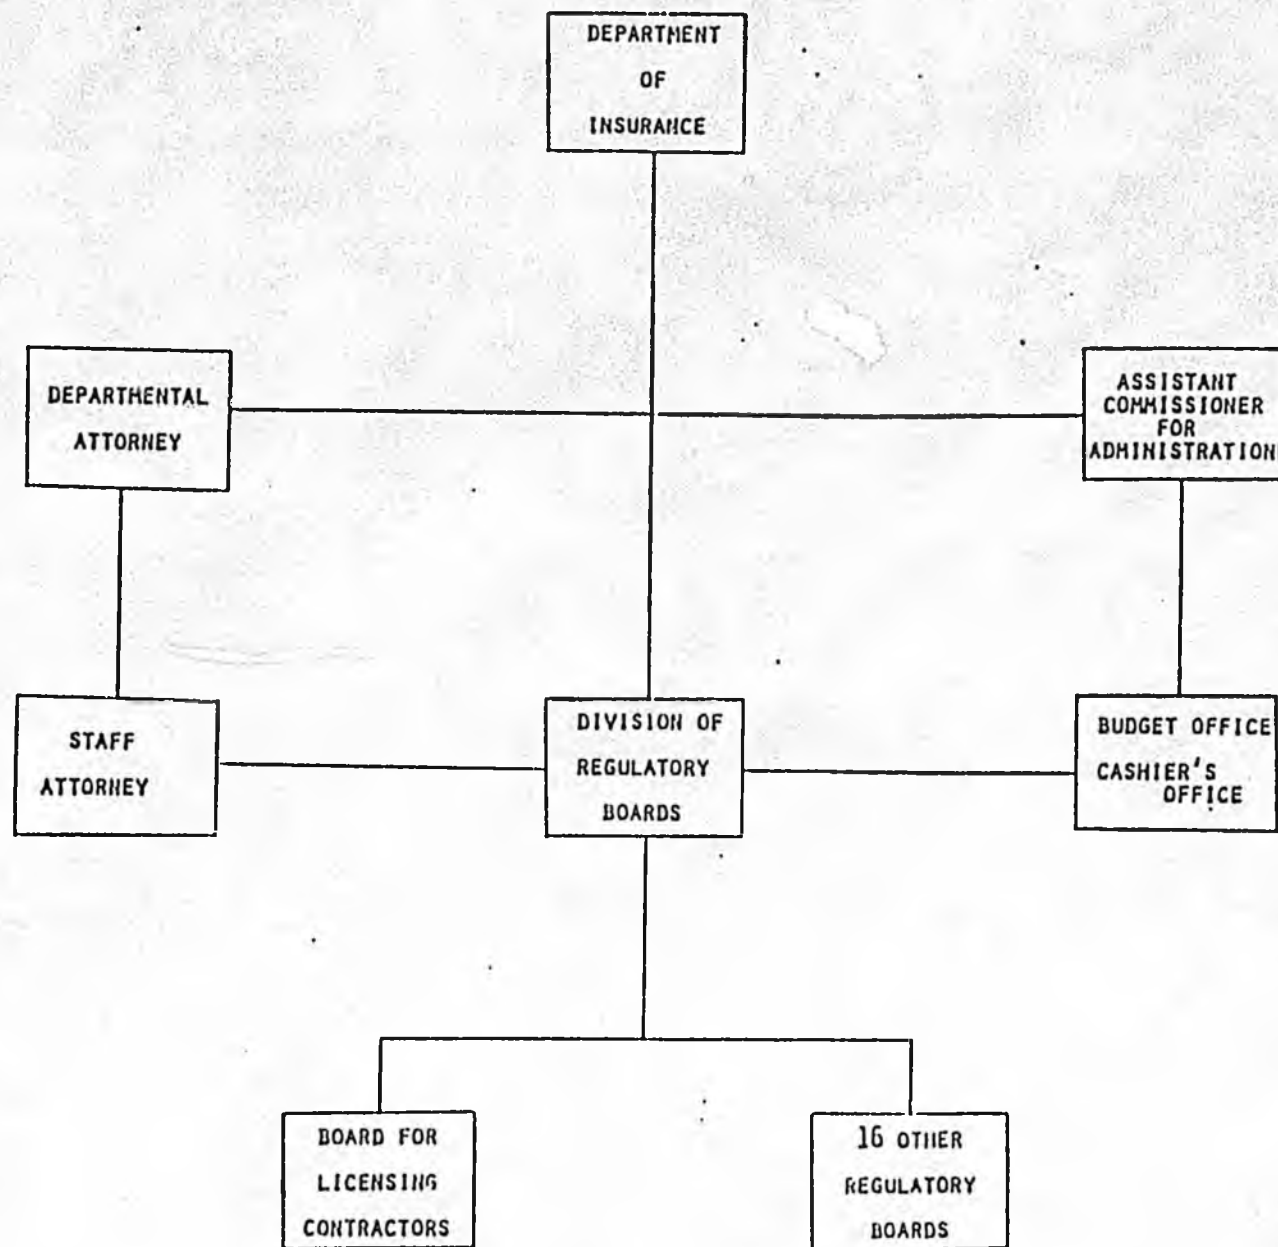 DEPARTMENT
OF
INSURANCE
DEPARTMENTAL
ATTORNEY
ASSISTANT
COMMISSIONER
FOR
ADMINISTRATION
STAFF
ATTORNEY
DIVISION OF
REGULATORY
BOARDS
BUDGET OFFICE
CASHIER'S
OFFICE
BOARD FOR
LICENSING
CONTRACTORS
16 OTHER
REGULATORY
BOARDS